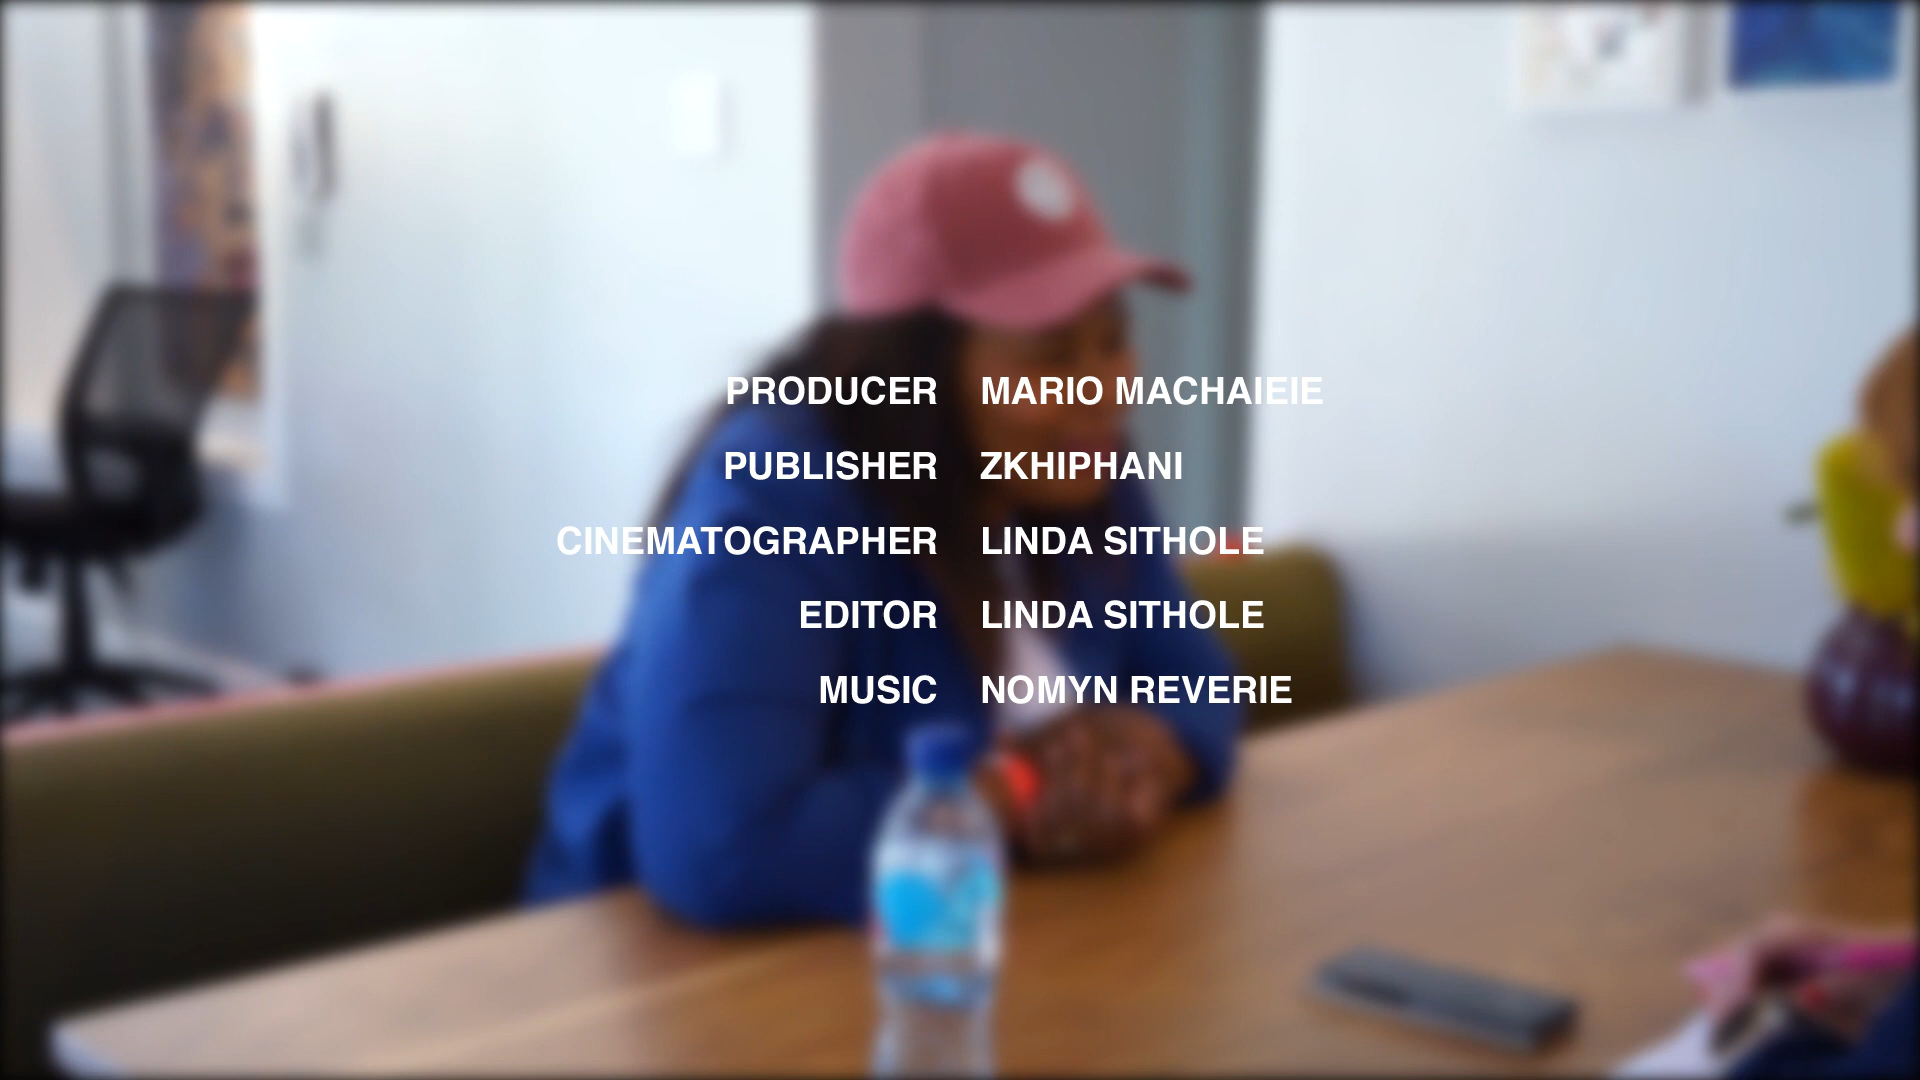 PRODUCER MARIO MACHAIEIE
PUBLISHER ZKHIPHANI
CINEMATOGRAPHER LINDA SITHOLE
EDITOR LINDA SITHOLE
MUSIC NOMYN REVERIE